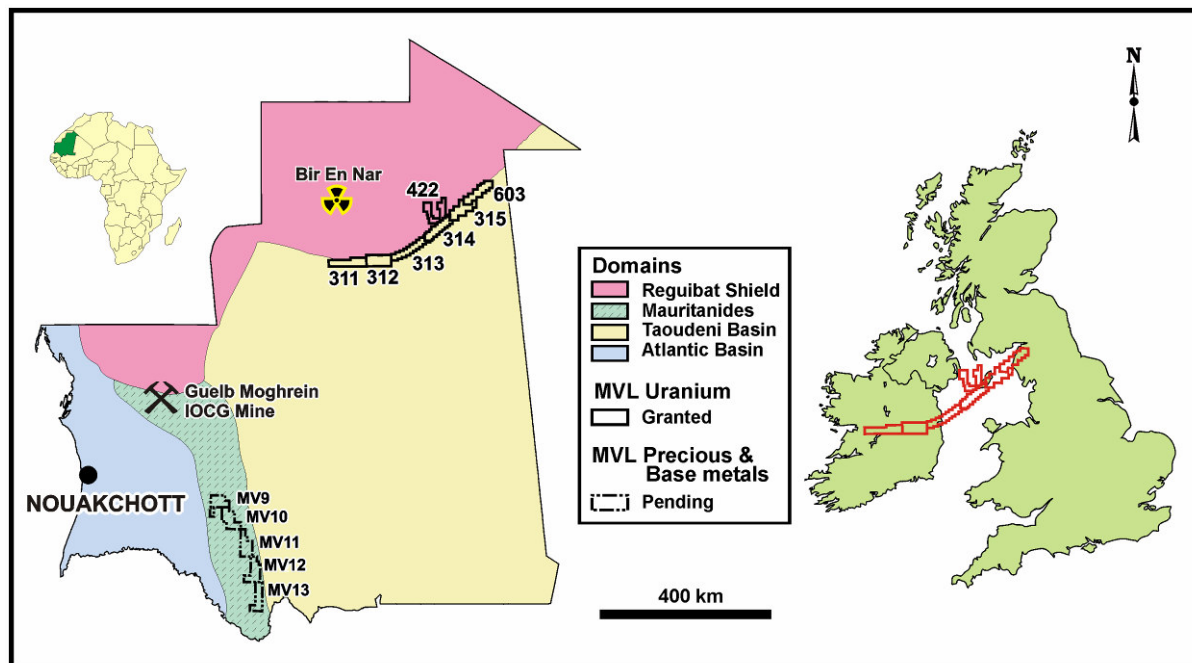 N
Bir En Nar
422
603
315
314
313
312
311
Guelb Moghrein
IOCG Mine
NOUAKCHOTT
MV9
MV10
MV11
MV12
MV13
Domains
Reguibat Shield
Mauritanides
Taoudeni Basin
Atlantic Basin
MVL Uranium
Granted
MVL Precious &
Base metals
Pending
400 km